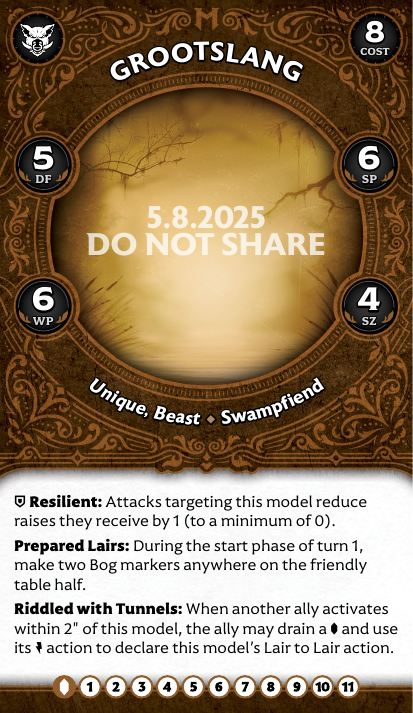 8
COST
GROOTSLANG
5
DF
6
SP
5.8.2025
DO NOT SHARE
6
WP
4
SZ
Unique, Beast ◆ Swampfiend
Resilient: Attacks targeting this model reduce
raises they receive by 1 (to a minimum of 0).
Prepared Lairs: During the start phase of turn 1,
make two Bog markers anywhere on the friendly
table half.
Riddled with Tunnels: When another ally activates
within 2" of this model, the ally may drain a and use
its action to declare this model's Lair to Lair action.
1 2 3 4 5 6 7 8 9 10 11